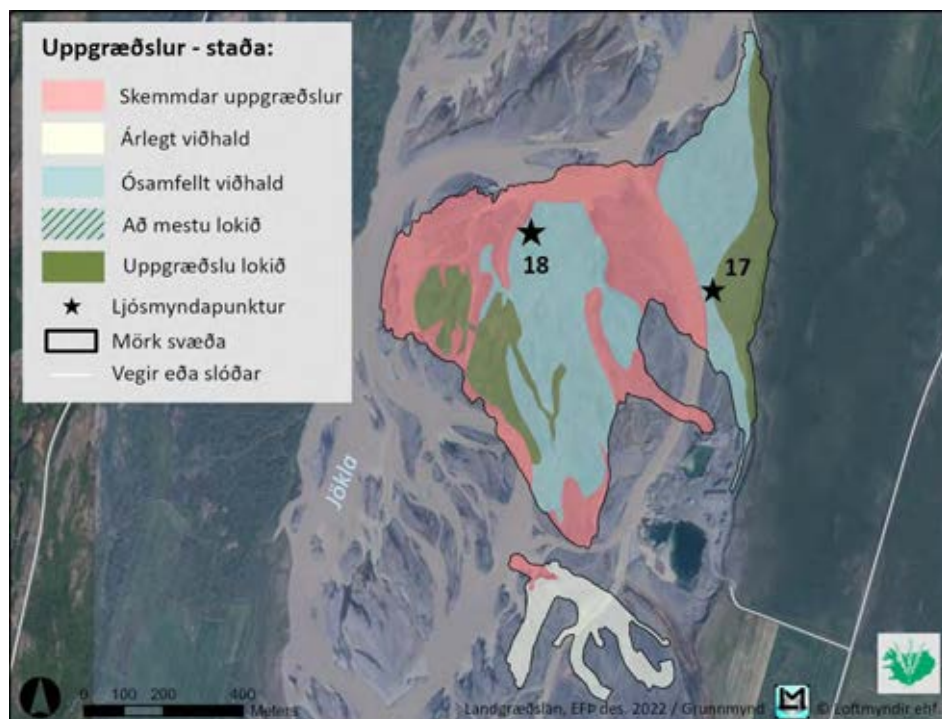 Uppgræðslur - staða:
Skemmdar uppgræðslur
Árlegt viðhald
Ósamfellt viðhald
Að mestu lokið
Uppgræðslu lokið
Ljósmyndapunktur
Mörk svæða
Vegir eða slóðar
17
18
Jökla
0 100 200 400
Meters
Landgræðslan, EFÞ des. 2022 / Grunnmynd
© Loftmyndir ehf